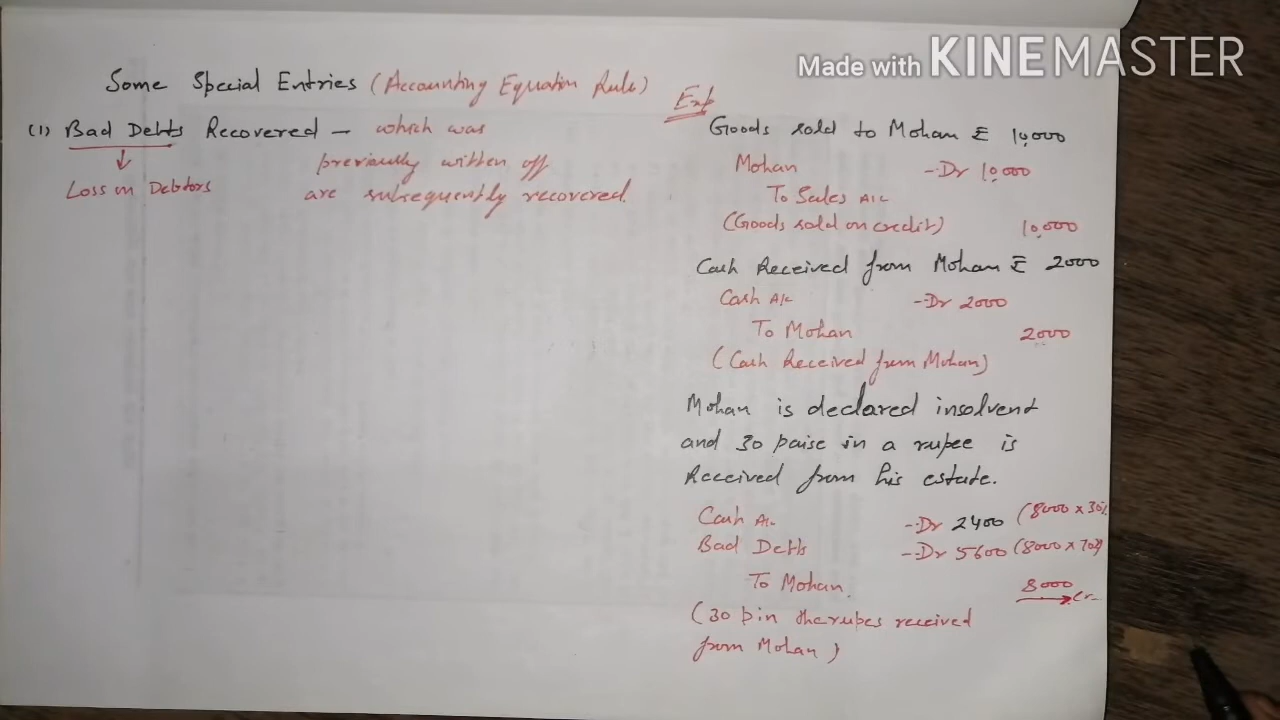 Made with KINEMASTER
Some Special Entries (Accounting Equation Rule)
(1) Bad Debts Recovered – which was
previously written off
are subsequently recovered.
Loss on Debtors
Exp
Goods sold to Mohan ₹ 10,000
Mohan --Dr 10,000
To Sales A/c
(Goods sold on credit) 10,000
Cash Received from Mohan ₹ 2000
Cash A/c --Dr 2000
To Mohan 2000
(Cash Received from Mohan)
Mohan is declared insolvent
and 30 paise in a rupee is
Received from his estate.
Cash A/c --Dr 2400 (8000 x 30%
Bad Debts --Dr 5600 (8000 x 70%)
To Mohan. 8000 Cr-
(30 p in the rupes received
from Mohan)